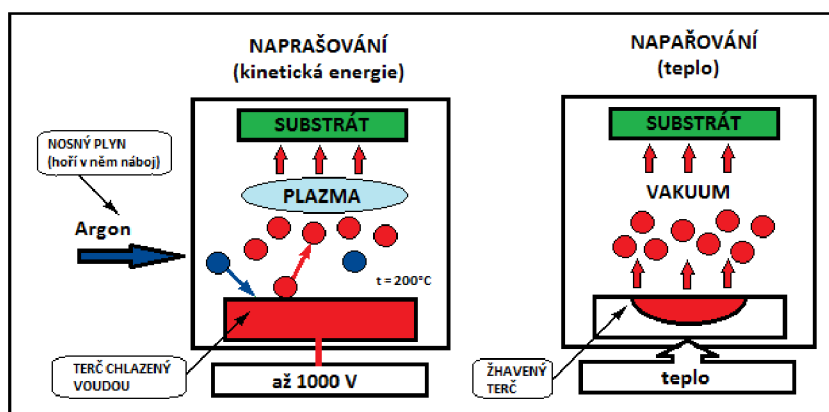 NAPRAŠOVÁNÍ
(kinetická energie)
SUBSTRÁT
NOSNÝ PLYN
(hoří v něm náboj)
PLAZMA
Argon
t = 200°C
TERČ CHLAZENÝ
VOUDOU
až 1000 V
NAPAŘOVÁNÍ
(teplo)
SUBSTRÁT
VAKUUM
ŽHAVENÝ
TERČ
teplo